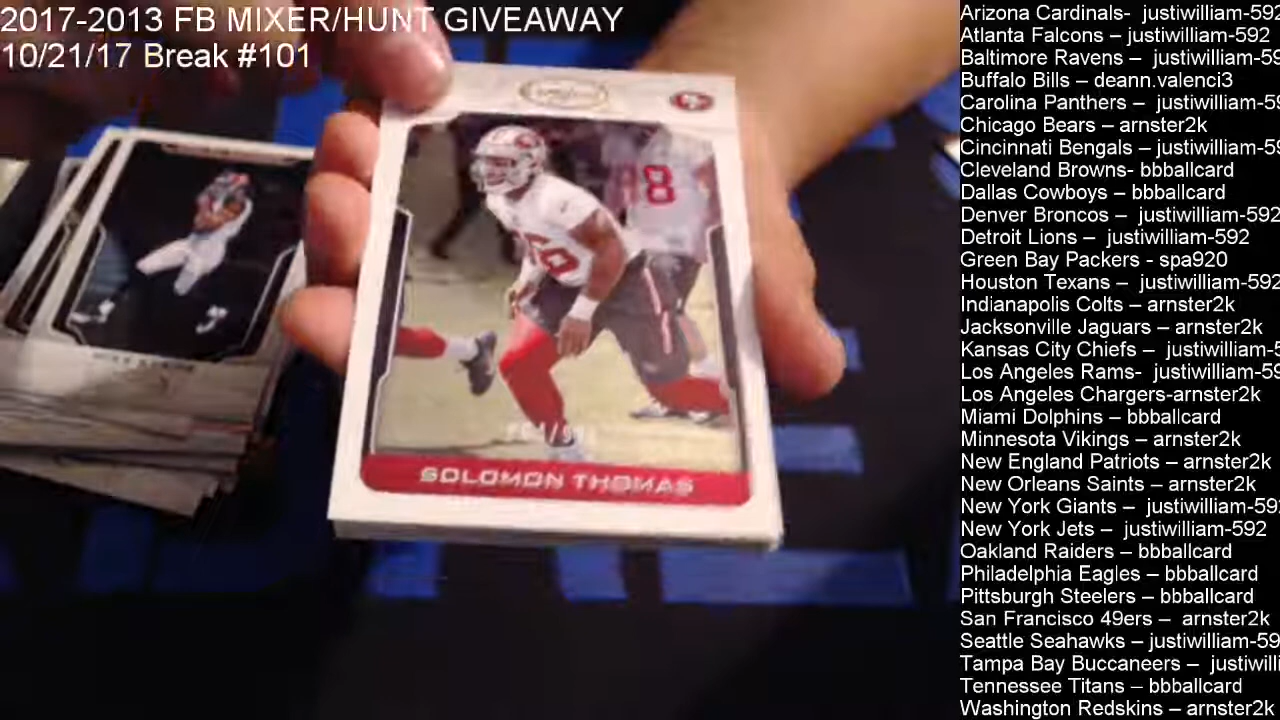 2017-2013 FB MIXER/HUNT GIVEAWAY
10/21/17 Break #101
SOLOMON THOMAS
Arizona Cardinals-  justiwilliam-592
Atlanta Falcons – justiwilliam-592
Baltimore Ravens – justiwilliam-59
Buffalo Bills – deann.valenci3
Carolina Panthers –  justiwilliam-5
Chicago Bears – arnster2k
Cincinnati Bengals – justiwilliam-5
Cleveland Browns- bbballcard
Dallas Cowboys – bbballcard
Denver Broncos –  justiwilliam-592
Detroit Lions –  justiwilliam-592
Green Bay Packers - spa920
Houston Texans – justiwilliam-592
Indianapolis Colts – arnster2k
Jacksonville Jaguars – arnster2k
Kansas City Chiefs –  justiwilliam-5
Los Angeles Rams-  justiwilliam-59
Los Angeles Chargers-arnster2k
Miami Dolphins – bbballcard
Minnesota Vikings – arnster2k
New England Patriots – arnster2k
New Orleans Saints – arnster2k
New York Giants –  justiwilliam-592
New York Jets –  justiwilliam-592
Oakland Raiders – bbballcard
Philadelphia Eagles – bbballcard
Pittsburgh Steelers – bbballcard
San Francisco 49ers –  arnster2k
Seattle Seahawks – justiwilliam-59
Tampa Bay Buccaneers –  justiwilli
Tennessee Titans – bbballcard
Washington Redskins – arnster2k